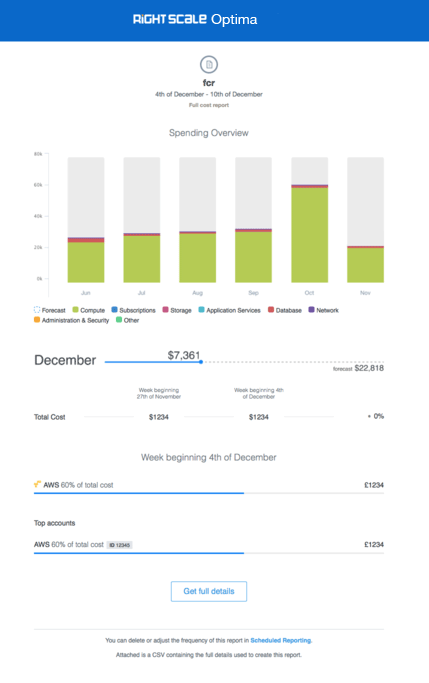 RIGHTSCALE Optima
fcr
4th of December - 10th of December
Full cost report
Spending Overview
80k
60k
40k
20k
0k
Jun Jul Aug Sep Oct Nov
Forecast Compute Subscriptions Storage Application Services Database Network
Administration & Security Other
December $7,361
forecast $22,818
Week beginning Week beginning 4th
27th of November of December
Total Cost $1234 $1234 0%
Week beginning 4th of December
AWS 60% of total cost £1234
Top accounts
AWS 60% of total cost ID 12345 £1234
Get full details
You can delete or adjust the frequency of this report in Scheduled Reporting.
Attached is a CSV containing the full details used to create this report.